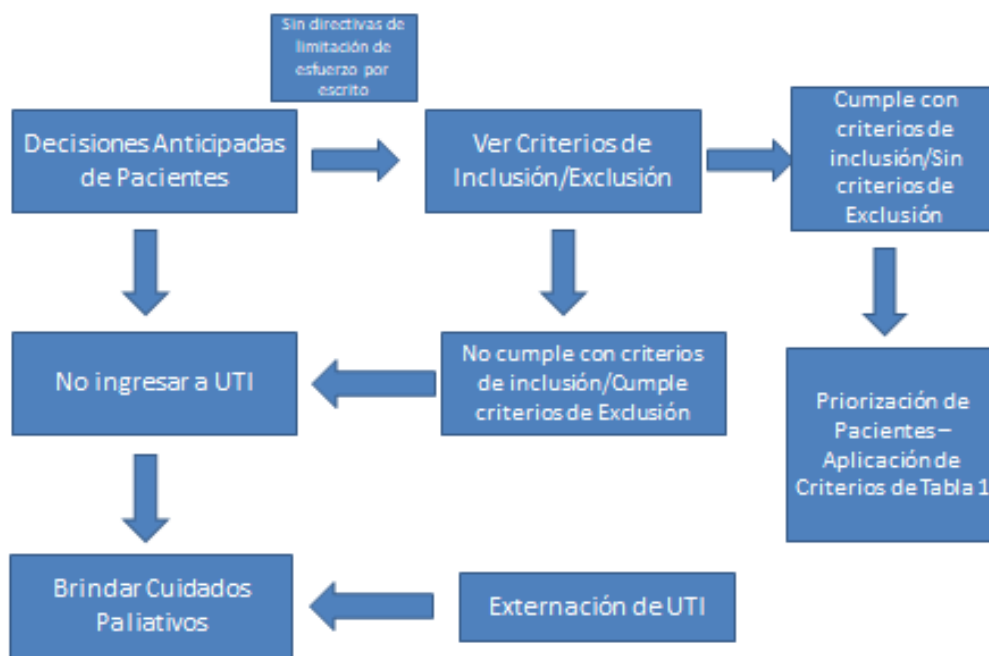 Sin directivas de
limitación de
esfuerzo por
escrito
Decisiones Anticipadas
de Pacientes
Ver Criterios de
Inclusión/Exclusión
Cumple con
criterios de
inclusión/Sin
criterios de
Exclusión
No ingresar a UTI
No cumple con criterios
de inclusión/Cumple
criterios de Exclusión
Priorización de
Pacientes–
Aplicación de
Criterios de Tabla 1
Brindar Cuidados
Paliativos
Externación de UTI